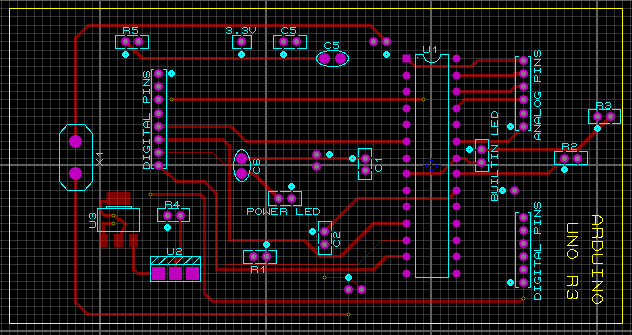 R5
3.3V
C5
C5
U1
DIGITAL PINS
ANALOG PINS
R3
BUILTIN LED
R2
X1
C8
C1
POWER LED
U3
R4
C2
U2
R1
DIGITAL PINS
ARDUINO
UNO R3